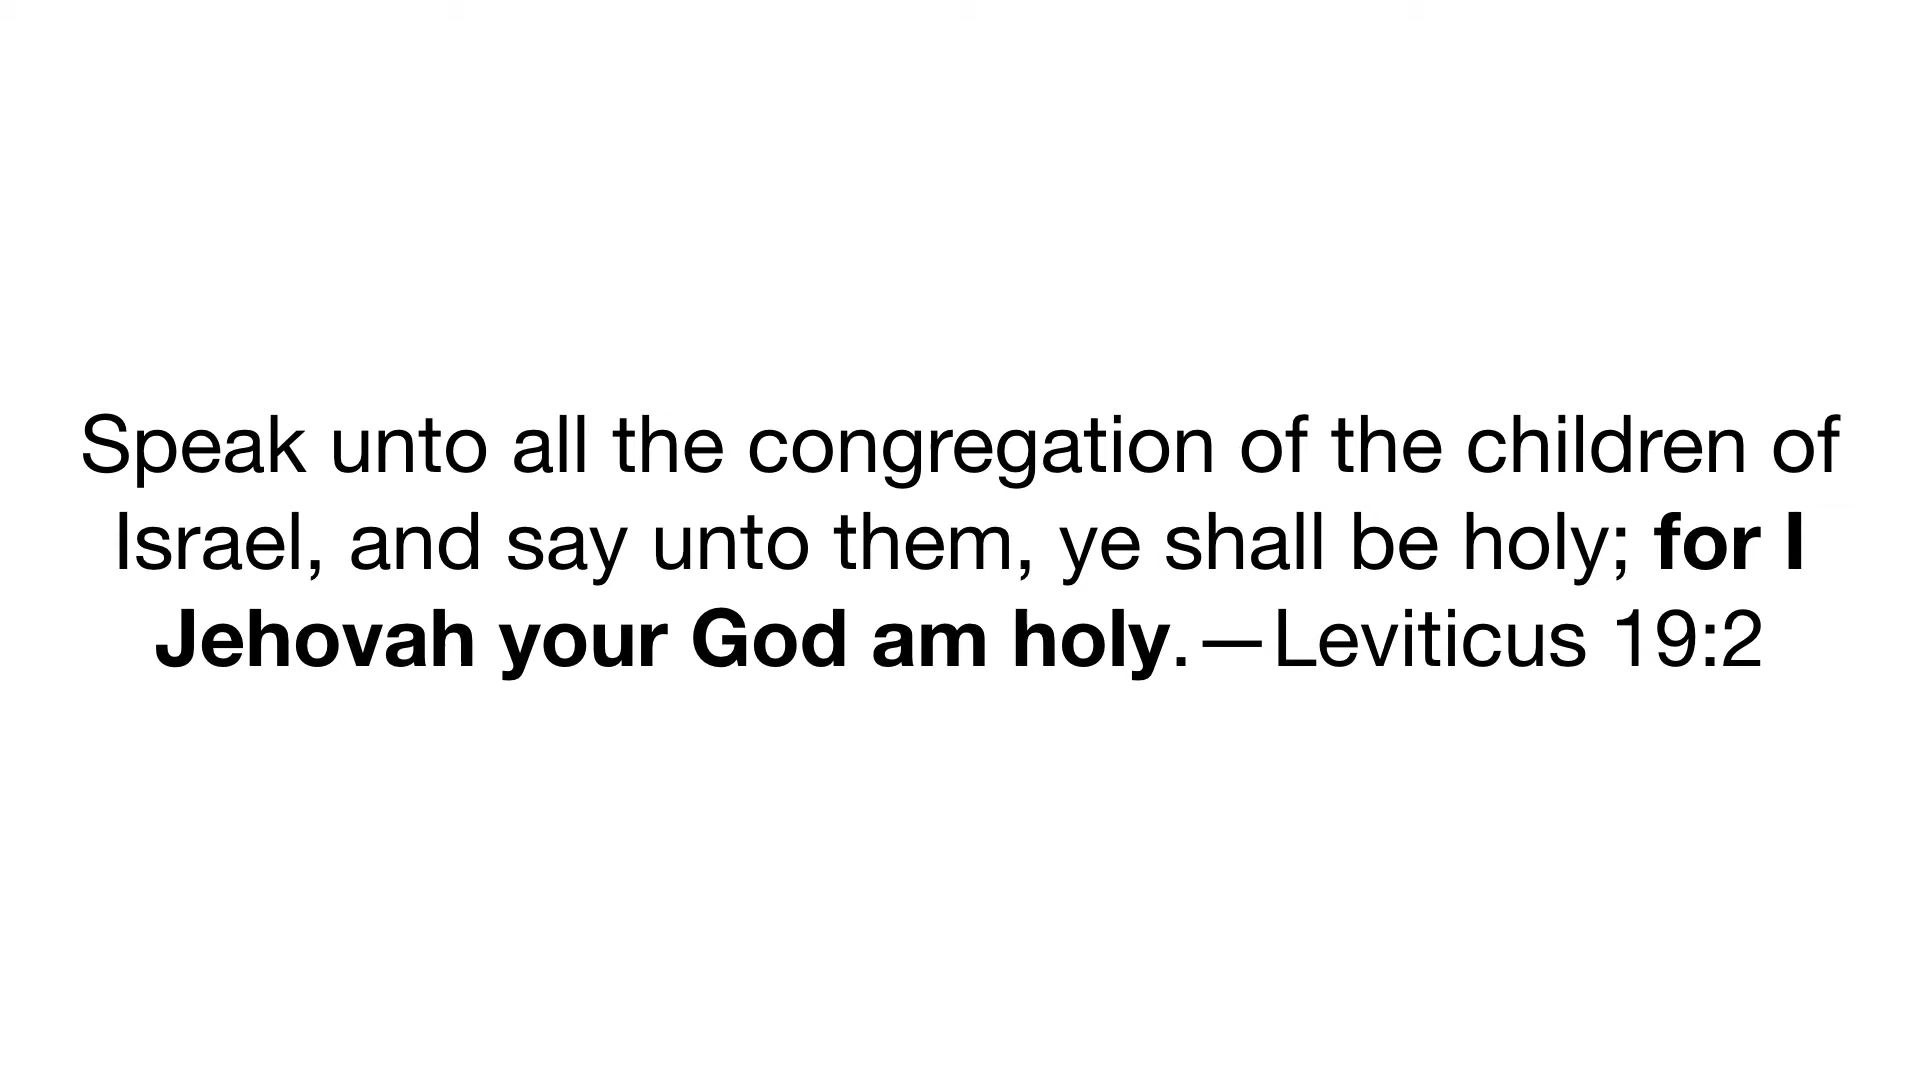 Speak unto all the congregation of the children of
Israel, and say unto them, ye shall be holy; for I
Jehovah your God am holy.—Leviticus 19:2